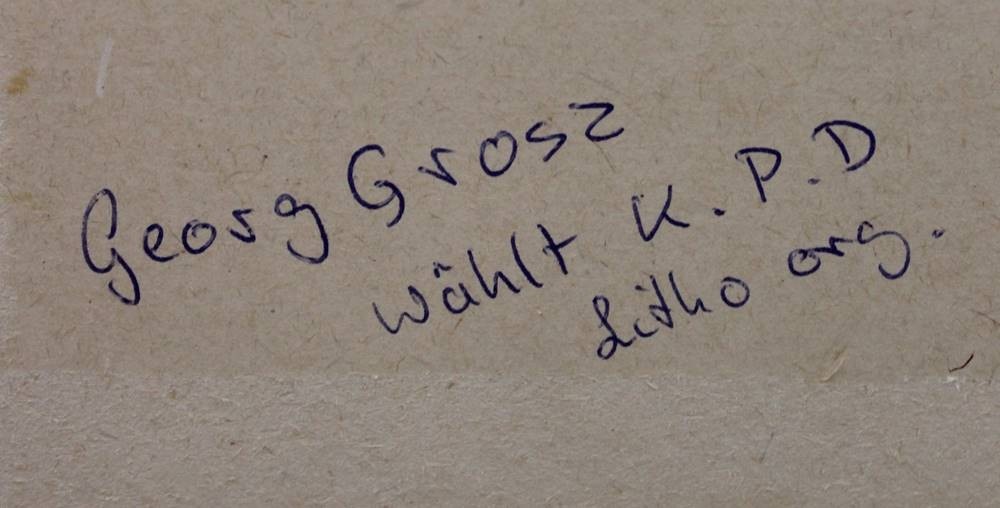 Georg Grosz
wählt K.P.D
Litho org.